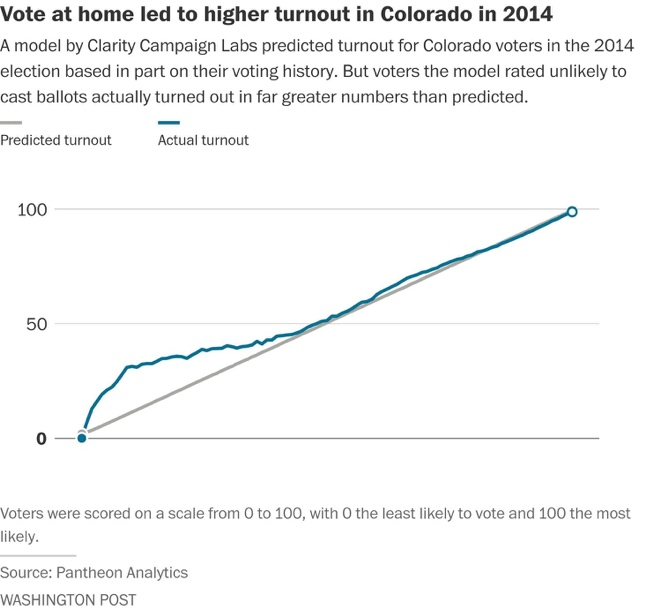 Vote at home led to higher turnout in Colorado in 2014
A model by Clarity Campaign Labs predicted turnout for Colorado voters in the 2014
election based in part on their voting history. But voters the model rated unlikely to
cast ballots actually turned out in far greater numbers than predicted.
Predicted turnout Actual turnout
100
50
0
Voters were scored on a scale from 0 to 100, with 0 the least likely to vote and 100 the most
likely.
Source: Pantheon Analytics
WASHINGTON POST